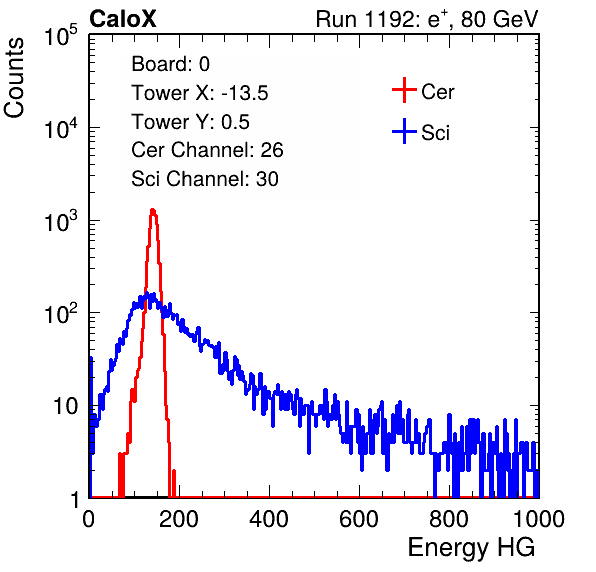 CaloX Run 1192: e⁺, 80 GeV
Counts
10⁵
10⁴
10³
10²
10
1
Board: 0
Tower X: -13.5
Tower Y: 0.5
Cer Channel: 26
Sci Channel: 30
Cer
Sci
0 200 400 600 800 1000
Energy HG